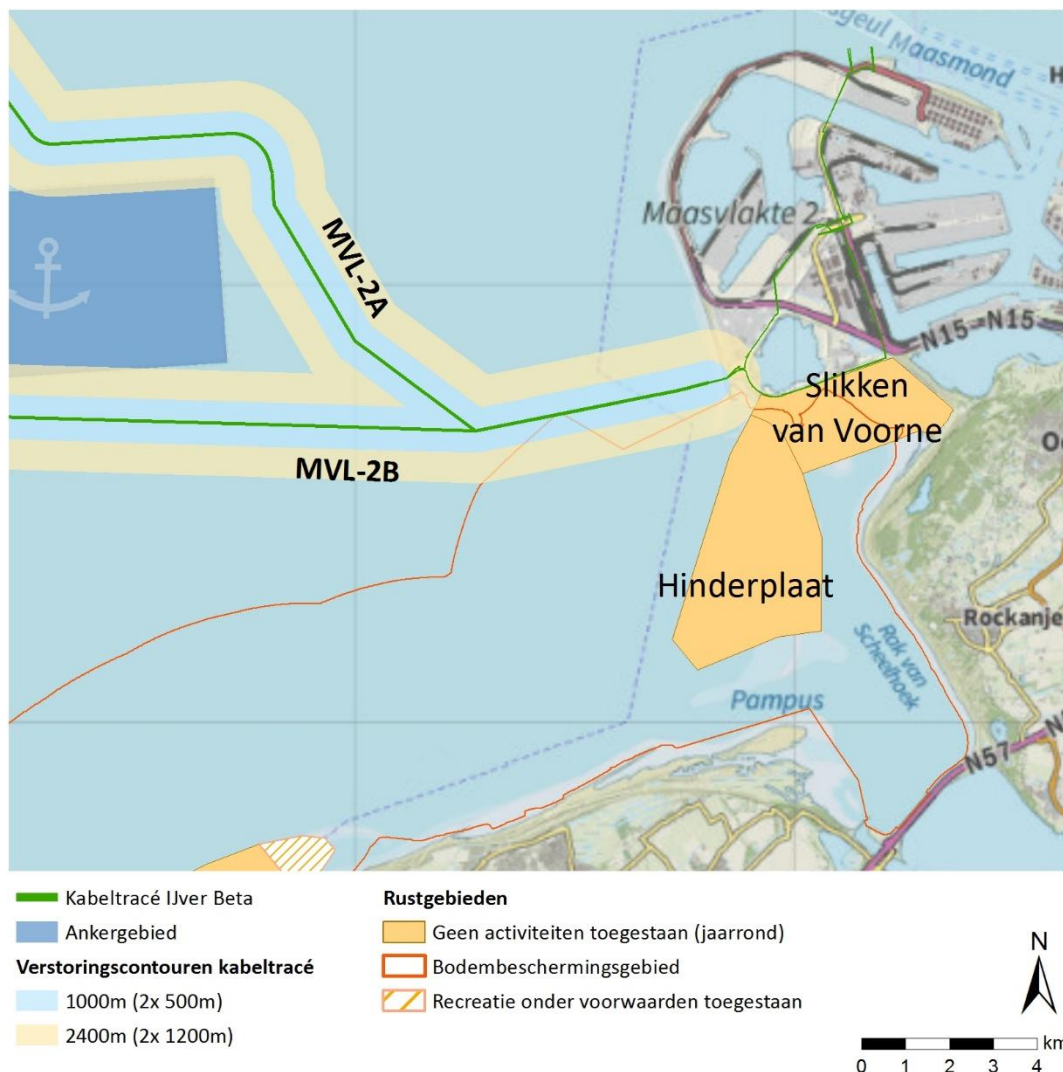 Maasmond
MVL-2A
Maasvlakte 2
N15
N15
Slikken
van Voorne
MVL-2B
Hinderplaat
Rockanje
Rak van
Scheelhoek
Pampus
N57
Kabeltracé IJver Beta
Ankergebied
Verstoringscontouren kabeltracé
1000m (2x 500m)
2400m (2x 1200m)
Rustgebieden
Geen activiteiten toegestaan (jaarrond)
Bodembeschermingsgebied
Recreatie onder voorwaarden toegestaan
N
km
0 1 2 3 4